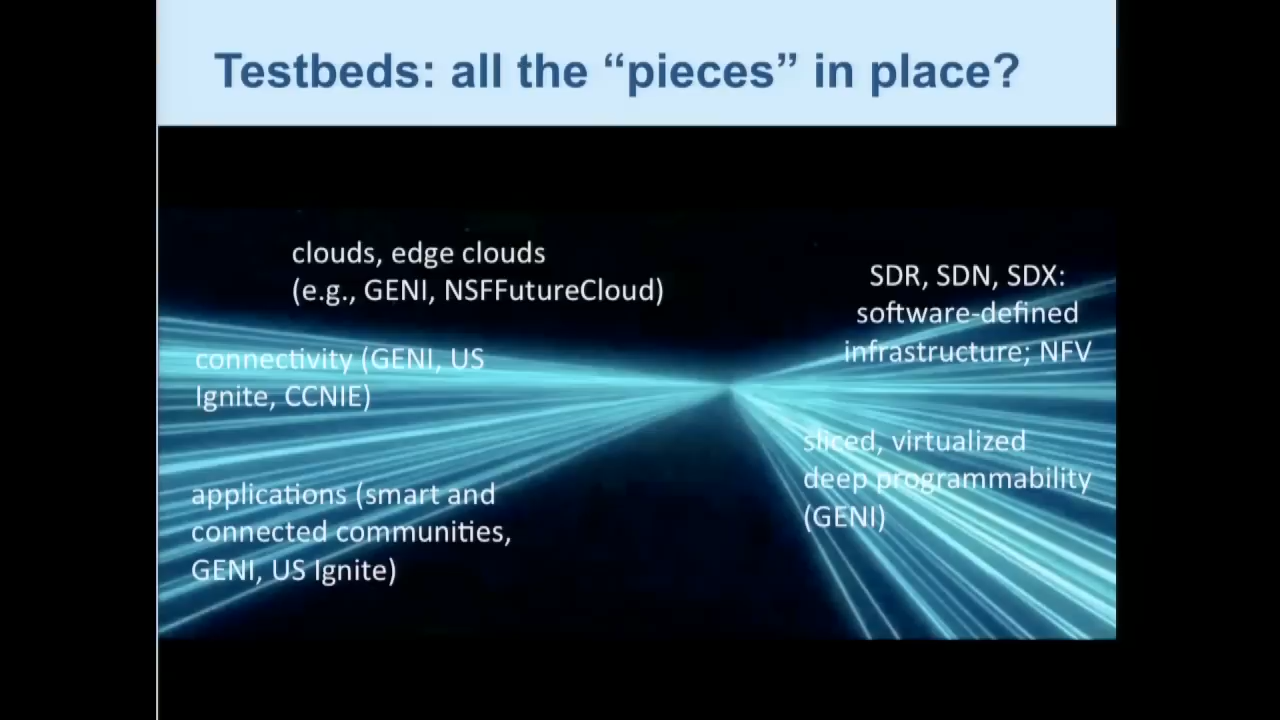 Testbeds: all the “pieces” in place?
clouds, edge clouds
(e.g., GENI, NSFFutureCloud)
connectivity (GENI, US
Ignite, CCNIE)
applications (smart and
connected communities,
GENI, US Ignite)
SDR, SDN, SDX:
software-defined
infrastructure; NFV
sliced, virtualized
deep programmability
(GENI)